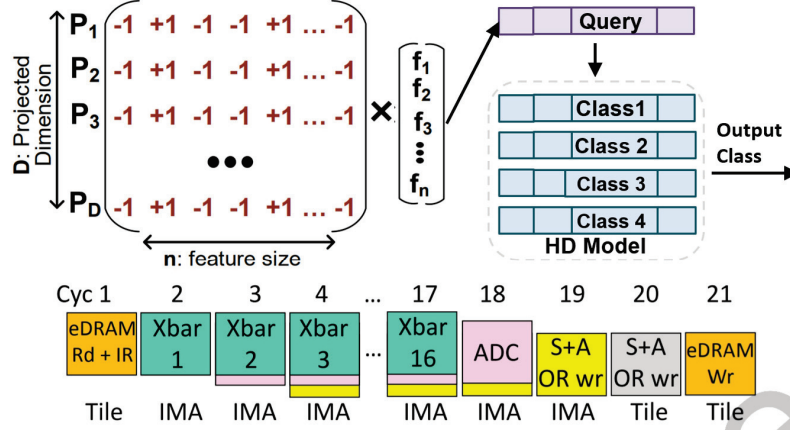 P1 -1 +1 -1 -1 +1 ... -1
P2 -1 +1 -1 -1 +1 ... -1
P3 -1 +1 -1 -1 +1 ... -1
...
PD -1 +1 -1 -1 +1 ... -1
D: Projected
Dimension
n: feature size
×
f1
f2
f3
...
fn
Query
Class1
Class 2
Class 3
Class 4
HD Model
Output
Class
Cyc 1 2 3 4 ... 17 18 19 20 21
eDRAM
Rd + IR
Xbar
1
Xbar
2
Xbar
3
...
Xbar
16
ADC
S+A
OR wr
S+A
OR wr
eDRAM
Wr
Tile IMA IMA IMA IMA IMA IMA Tile Tile